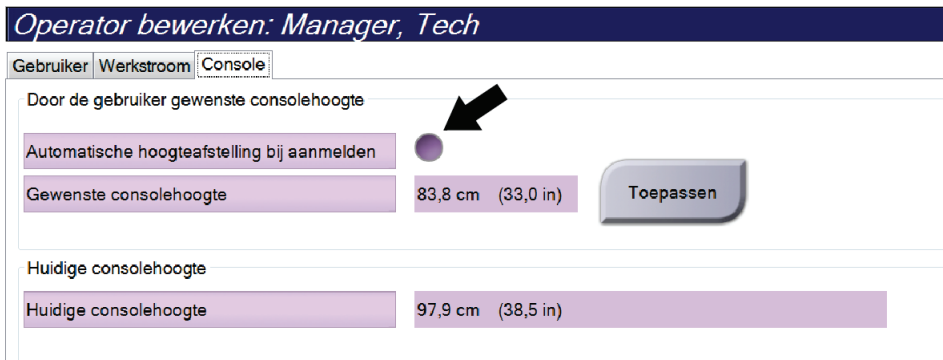 Operator bewerken: Manager, Tech
Gebruiker Werkstroom Console
Door de gebruiker gewenste consolehoogte
Automatische hoogteafstelling bij aanmelden
Gewenste consolehoogte 83,8 cm (33,0 in) Toepassen
Huidige consolehoogte
Huidige consolehoogte 97,9 cm (38,5 in)